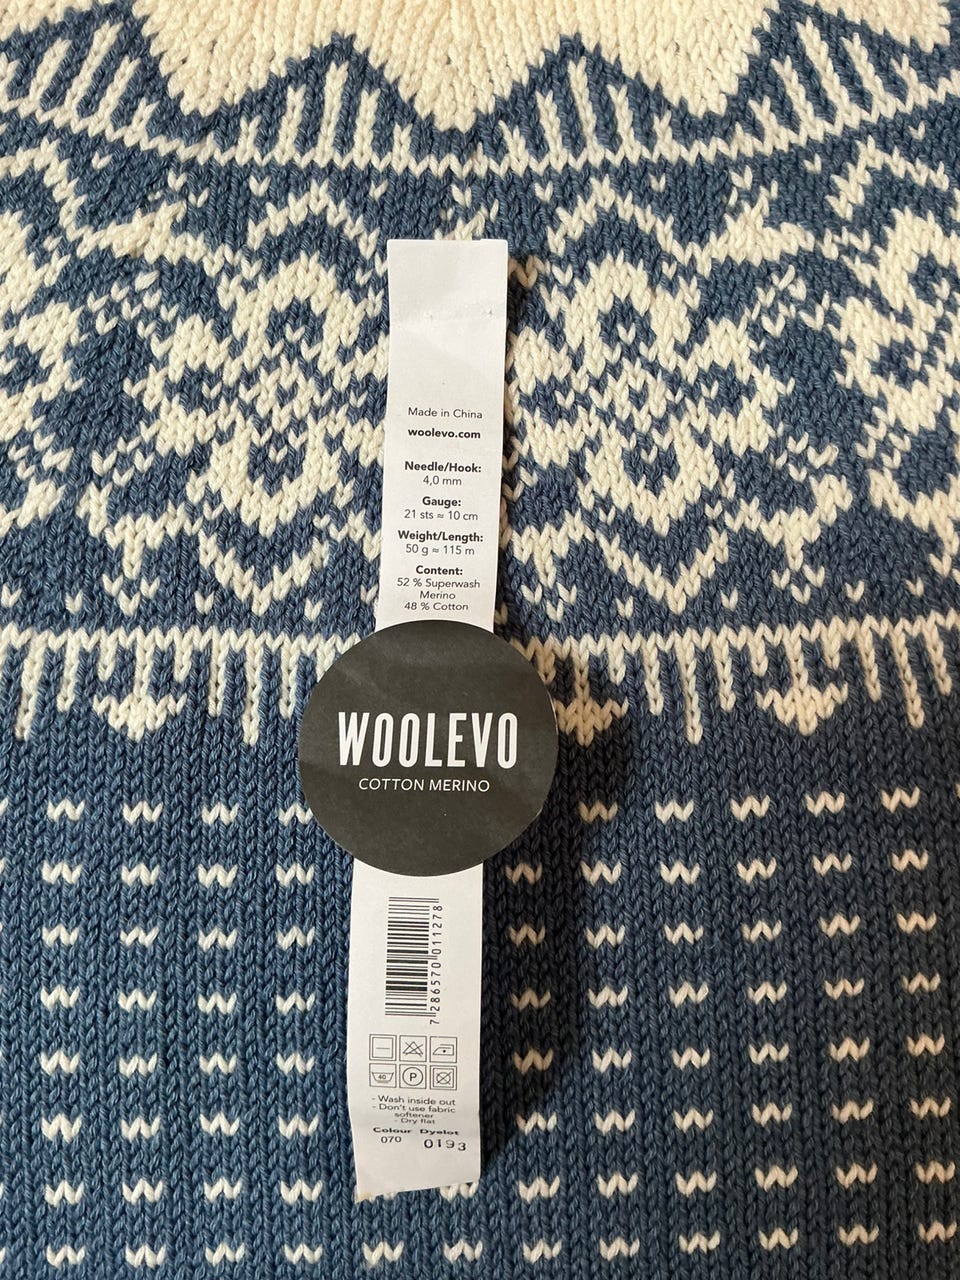 Made in China
woolevo.com
Needle/Hook:
4,0 mm
Gauge:
21 sts ≈ 10 cm
Weight/Length:
50 g ≈ 115 m
Content:
52 % Superwash
Merino
48 % Cotton
WOOLEVO
COTTON MERINO
7 286570 011278
40 P
- Wash inside out
- Don't use fabric
softener
- Dry flat
Colour Dyelot
070 0193